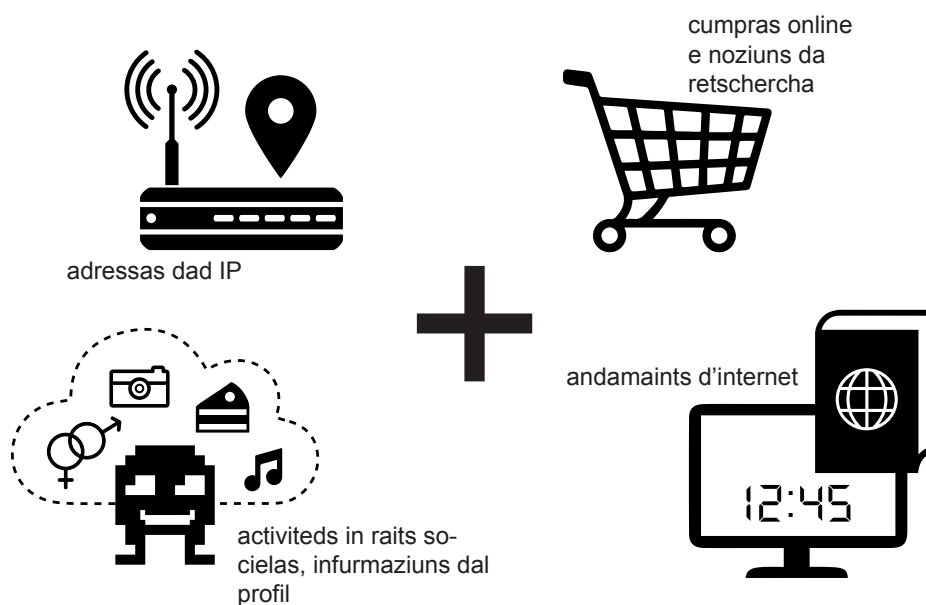 cumpras online
e noziuns da
retschercha
adressas dad IP
andamaints d'internet
12:45
activiteds in raits so-
cielas, infurmaziuns dal
profil